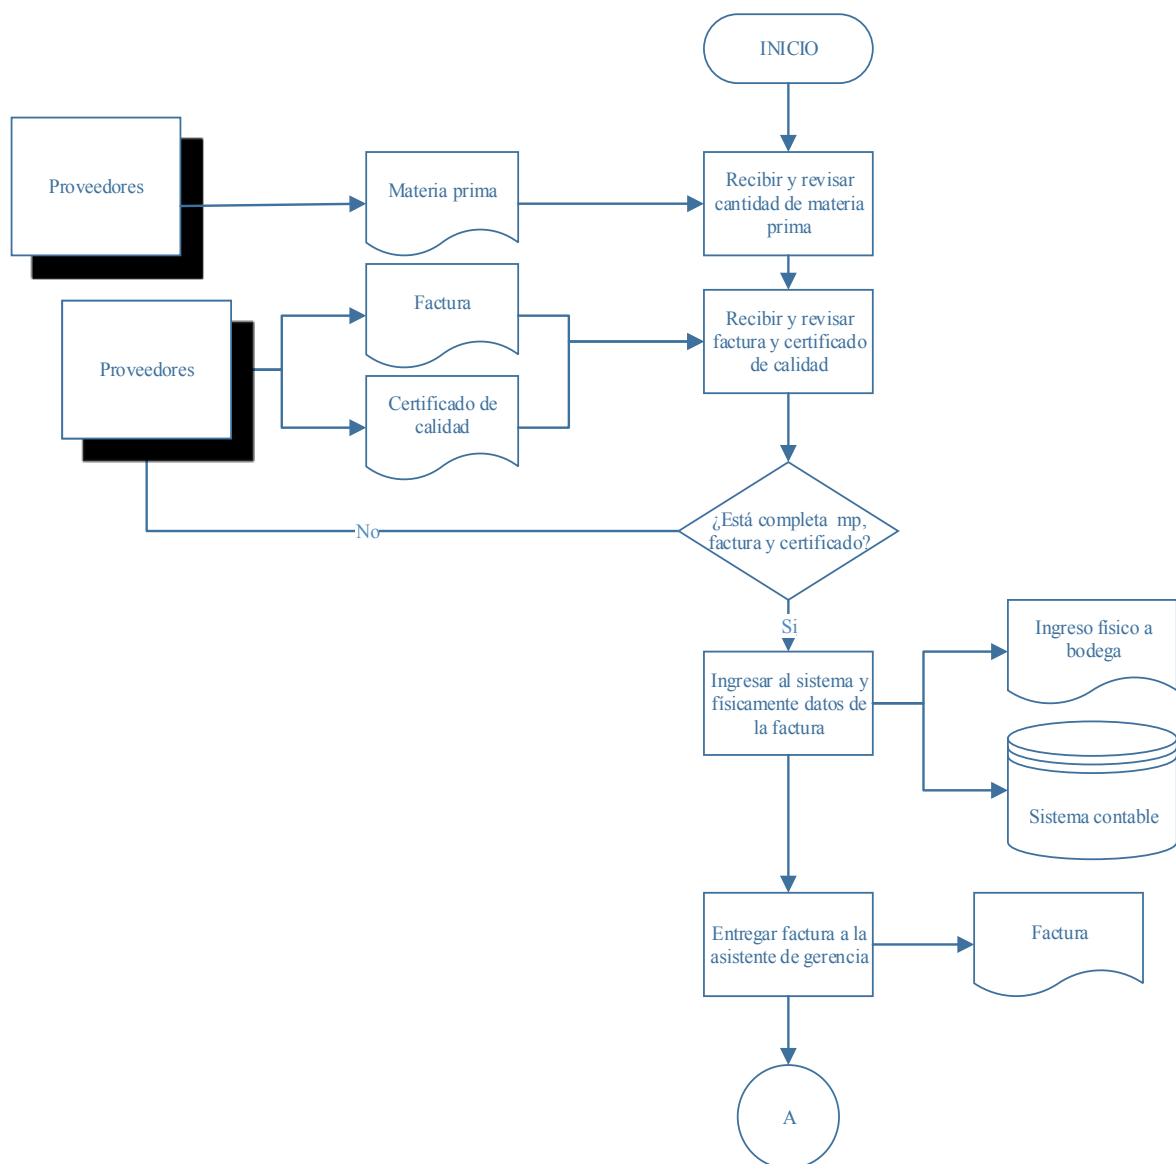 INICIO
Proveedores
Materia prima
Recibir y revisar
cantidad de materia
prima
Proveedores
Factura
Certificado de
calidad
Recibir y revisar
factura y certificado
de calidad
¿Está completa mp,
factura y certificado?
No
Si
Ingresar al sistema y
físicamente datos de
la factura
Ingreso físico a
bodega
Sistema contable
Entregar factura a la
asistente de gerencia
Factura
A